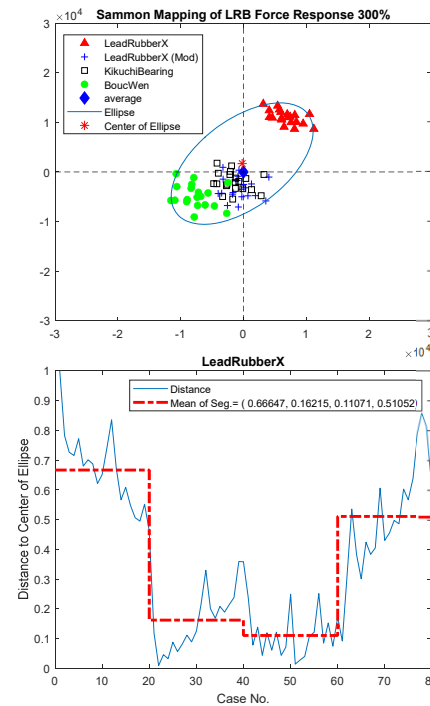 Sammon Mapping of LRB Force Response 300%
×10⁴
3
2
1
0
-1
-2
-3
LeadRubberX
LeadRubberX (Mod)
KikuchiBearing
BoucWen
average
Ellipse
Center of Ellipse
-3 -2 -1 0 1 2 3
×10⁴
LeadRubberX
Distance
Mean of Seg.= ( 0.66647, 0.16215, 0.11071, 0.51052)
Distance to Center of Ellipse
1
0.9
0.8
0.7
0.6
0.5
0.4
0.3
0.2
0.1
0
0 10 20 30 40 50 60 70 80
Case No.